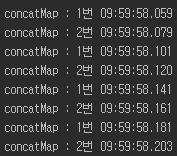 concatMap : 1번 09:59:58.059
concatMap : 2번 09:59:58.079
concatMap : 1번 09:59:58.101
concatMap : 2번 09:59:58.120
concatMap : 1번 09:59:58.141
concatMap : 2번 09:59:58.161
concatMap : 1번 09:59:58.181
concatMap : 2번 09:59:58.203